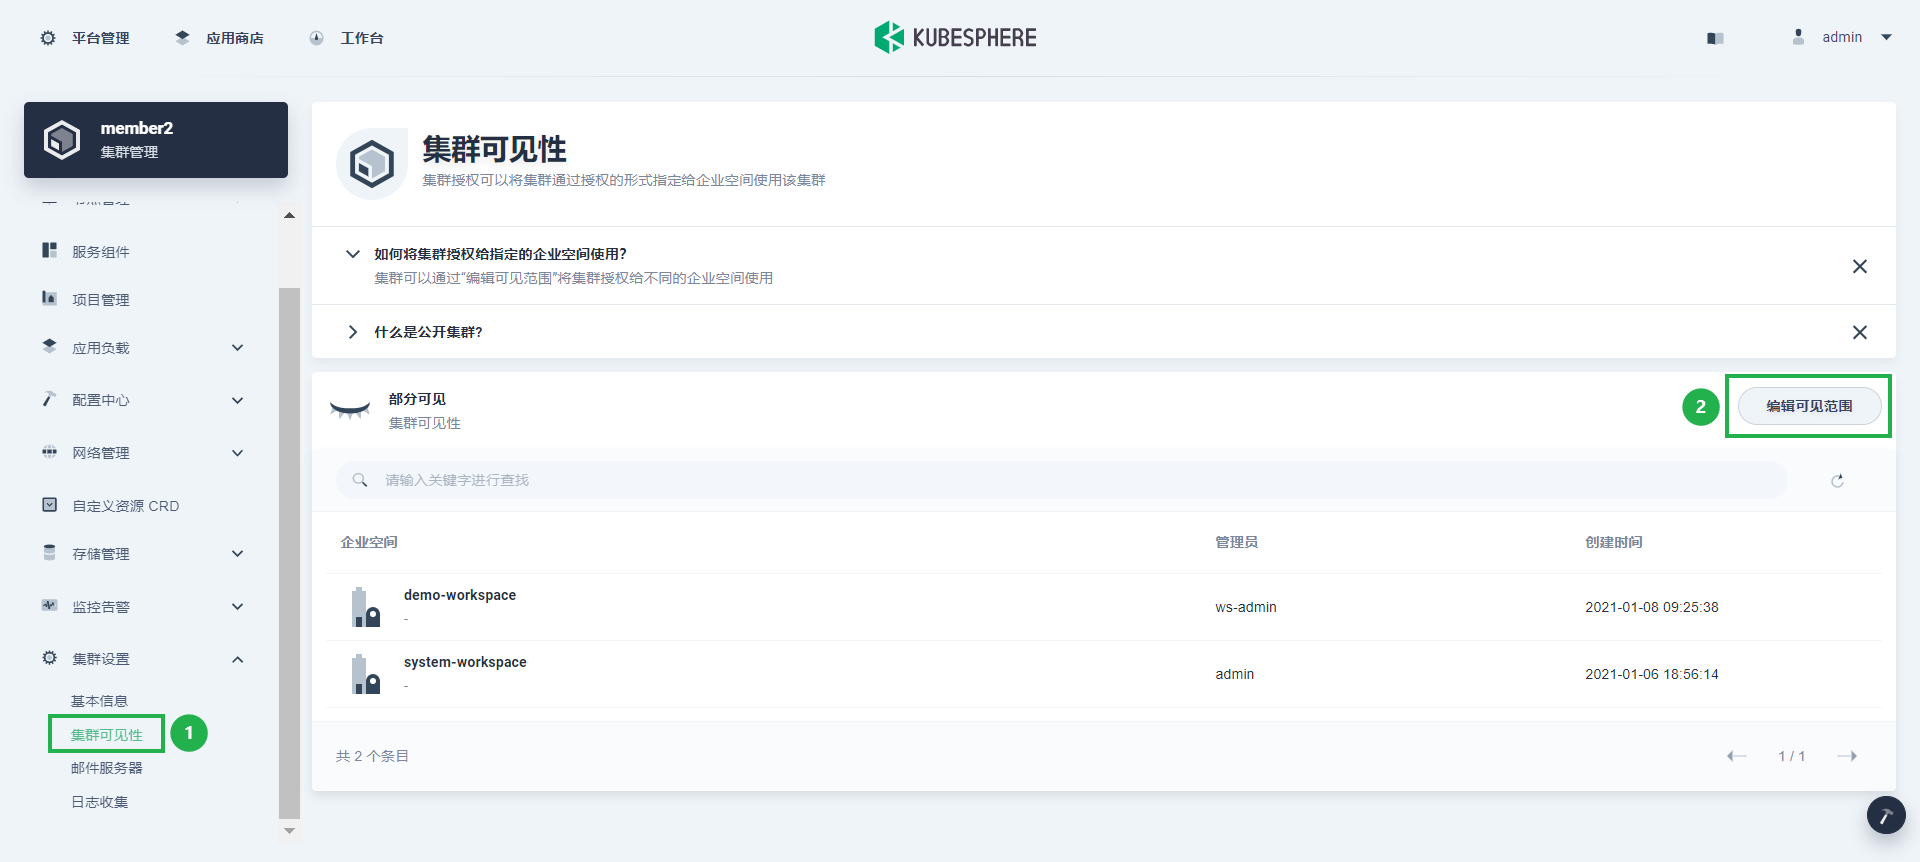 平台管理
应用商店
工作台
KUBESPHERE
admin
member2
集群管理
服务组件
项目管理
应用负载
配置中心
网络管理
自定义资源 CRD
存储管理
监控告警
集群设置
基本信息
集群可见性
1
邮件服务器
日志收集
集群可见性
集群授权可以将集群通过授权的形式指定给企业空间使用该集群
如何将集群授权给指定的企业空间使用?
集群可以通过“编辑可见范围”将集群授权给不同的企业空间使用
什么是公开集群?
部分可见
集群可见性
2
编辑可见范围
请输入关键字进行查找
企业空间 管理员 创建时间
demo-workspace
-
ws-admin
2021-01-08 09:25:38
system-workspace
-
admin
2021-01-06 18:56:14
共 2 个条目
1 / 1